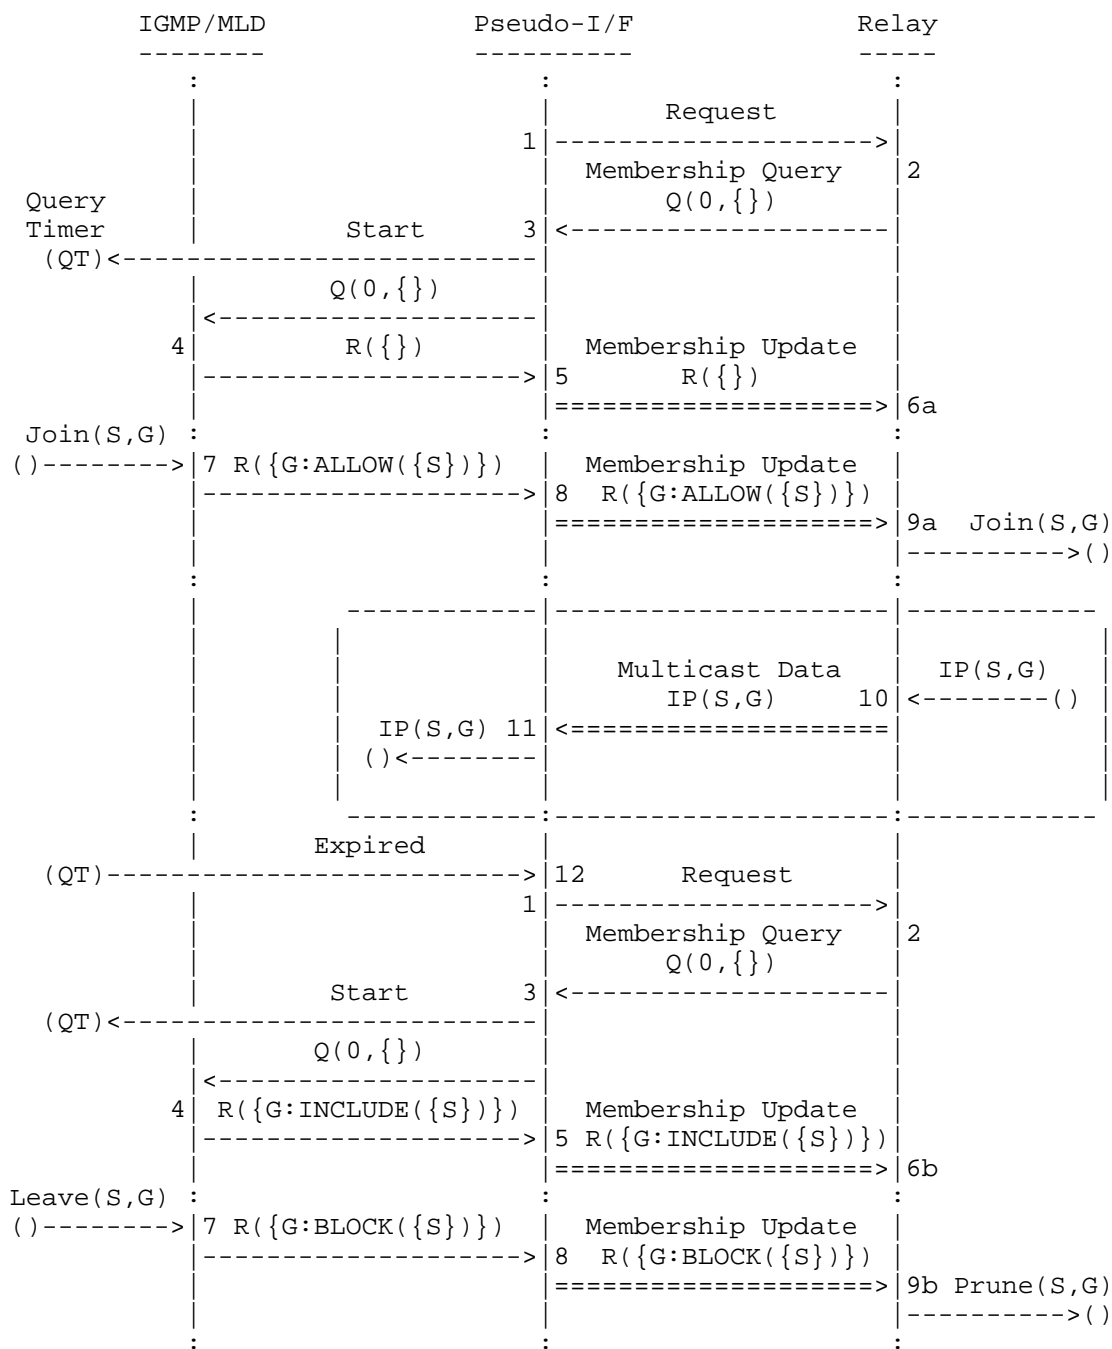 IGMP/MLD Pseudo-I/F Relay
-------- ---------- -----
: : :
| | Request |
| 1|-------------------->|
| | Membership Query |2
Query | | Q(0,{}) |
Timer | Start 3|<--------------------|
(QT)<--------------------------| |
| Q(0,{}) | |
|<--------------------| |
4| R({}) | Membership Update |
|-------------------->|5 R({}) |
| |====================>|6a
Join(S,G) : : :
()-------->|7 R({G:ALLOW({S})}) | Membership Update |
|-------------------->|8 R({G:ALLOW({S})})|
| |====================>|9a Join(S,G)
| | |---------->()
: : :
| ------------|---------------------|------------
| | | | |
| | | Multicast Data | IP(S,G) |
| | | IP(S,G) 10|<--------() |
| | IP(S,G) 11|<====================| |
| | ()<--------| | |
| | | | |
: ------------:---------------------:------------
| Expired | |
(QT)-------------------------->|12 Request |
| 1|-------------------->|
| | Membership Query |2
| | Q(0,{}) |
| Start 3|<--------------------|
(QT)<--------------------------| |
| Q(0,{}) | |
|<--------------------| |
4| R({G:INCLUDE({S})}) | Membership Update |
|-------------------->|5 R({G:INCLUDE({S})})|
| |====================>|6b
Leave(S,G) : : :
()-------->|7 R({G:BLOCK({S})}) | Membership Update |
|-------------------->|8 R({G:BLOCK({S})})|
| |====================>|9b Prune(S,G)
| | |---------->()
: : :